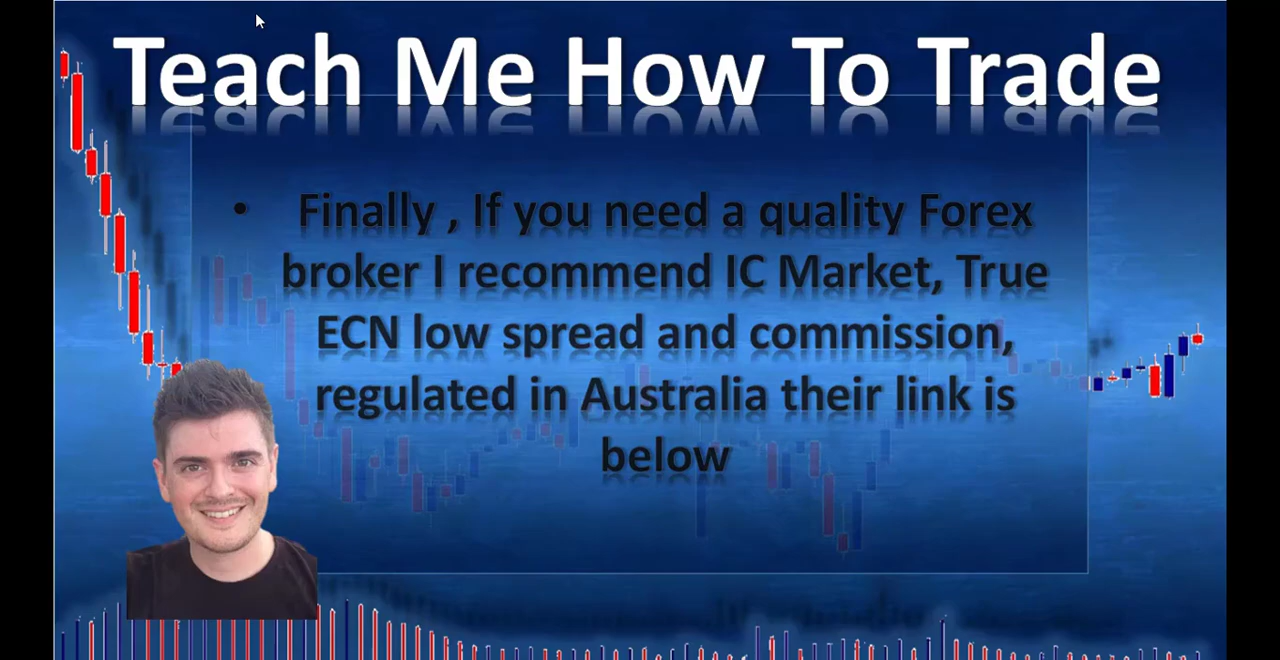 Teach Me How To Trade
• Finally , If you need a quality Forex
broker I recommend IC Market, True
ECN low spread and commission,
regulated in Australia their link is
below